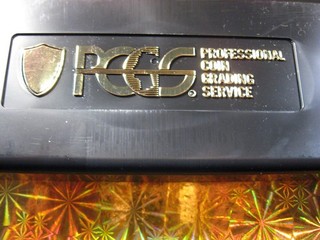 PCGS
PROFESSIONAL
COIN
GRADING
SERVICE